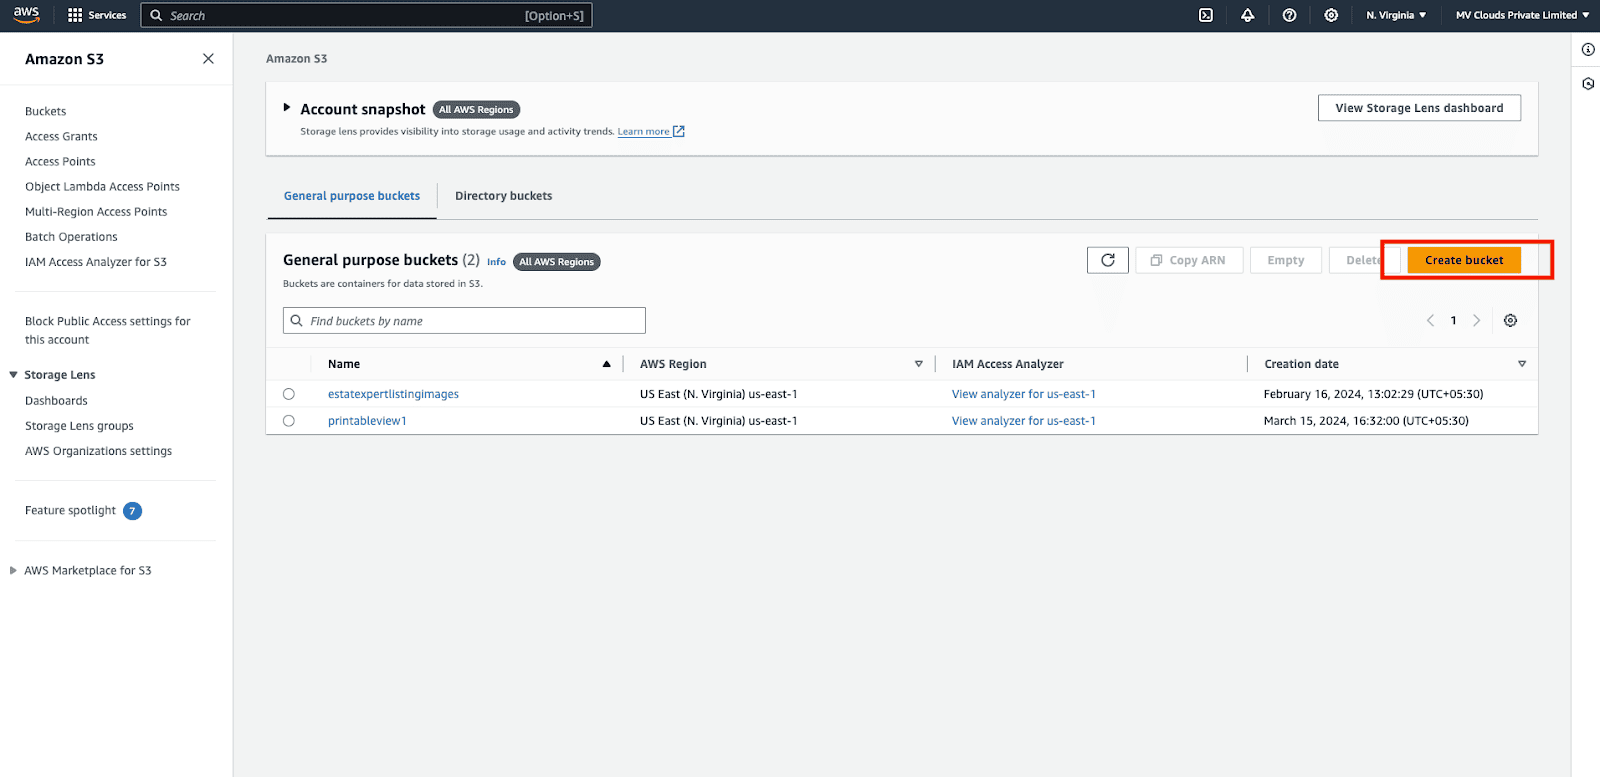 aws Services Search [Option+S] N. Virginia MV Clouds Private Limited
Amazon S3
Buckets
Access Grants
Access Points
Object Lambda Access Points
Multi-Region Access Points
Batch Operations
IAM Access Analyzer for S3
Block Public Access settings for
this account
Storage Lens
Dashboards
Storage Lens groups
AWS Organizations settings
Feature spotlight 7
AWS Marketplace for S3
Amazon S3
Account snapshot All AWS Regions View Storage Lens dashboard
Storage lens provides visibility into storage usage and activity trends. Learn more
General purpose buckets Directory buckets
General purpose buckets (2) Info All AWS Regions Copy ARN Empty Delete Create bucket
Buckets are containers for data stored in S3.
Find buckets by name 1
Name AWS Region IAM Access Analyzer Creation date
estatexpertlistingimages US East (N. Virginia) us-east-1 View analyzer for us-east-1 February 16, 2024, 13:02:29 (UTC+05:30)
printableview1 US East (N. Virginia) us-east-1 View analyzer for us-east-1 March 15, 2024, 16:32:00 (UTC+05:30)